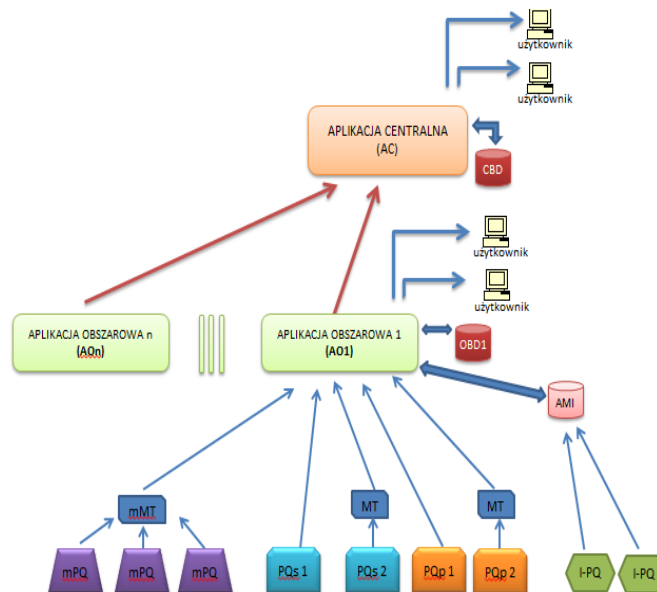 użytkownik
użytkownik
APLIKACJA CENTRALNA
(AC)
CBD
użytkownik
użytkownik
APLIKACJA OBSZAROWA n
(AOn)
APLIKACJA OBSZAROWA 1
(AO1)
OBD1
AMI
mMT
MT
MT
mPQ
mPQ
mPQ
PQs 1
PQs 2
PQp 1
PQp 2
I-PQ
I-PQ